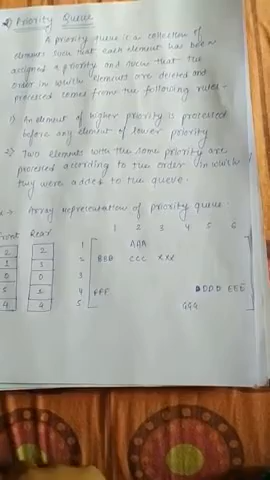 2) Priority Queue
A priority queue is a collection of
elements such that each element has been
assigned a priority and such that the
order in which elements are deleted and
processed comes from the following rules-
1) An element of higher priority is processed
before any element of lower priority
2) Two elements with the same priority are
processed according to the order in which
they were added to the queue.
Array representation of priority queue.
Front Rear 1 2 3 4 5 6
2 2 1 AAA
1 3 2 BBB CCC XXX
0 0 3
5 4 FFF DDDD EEE
4 4 5 GGG